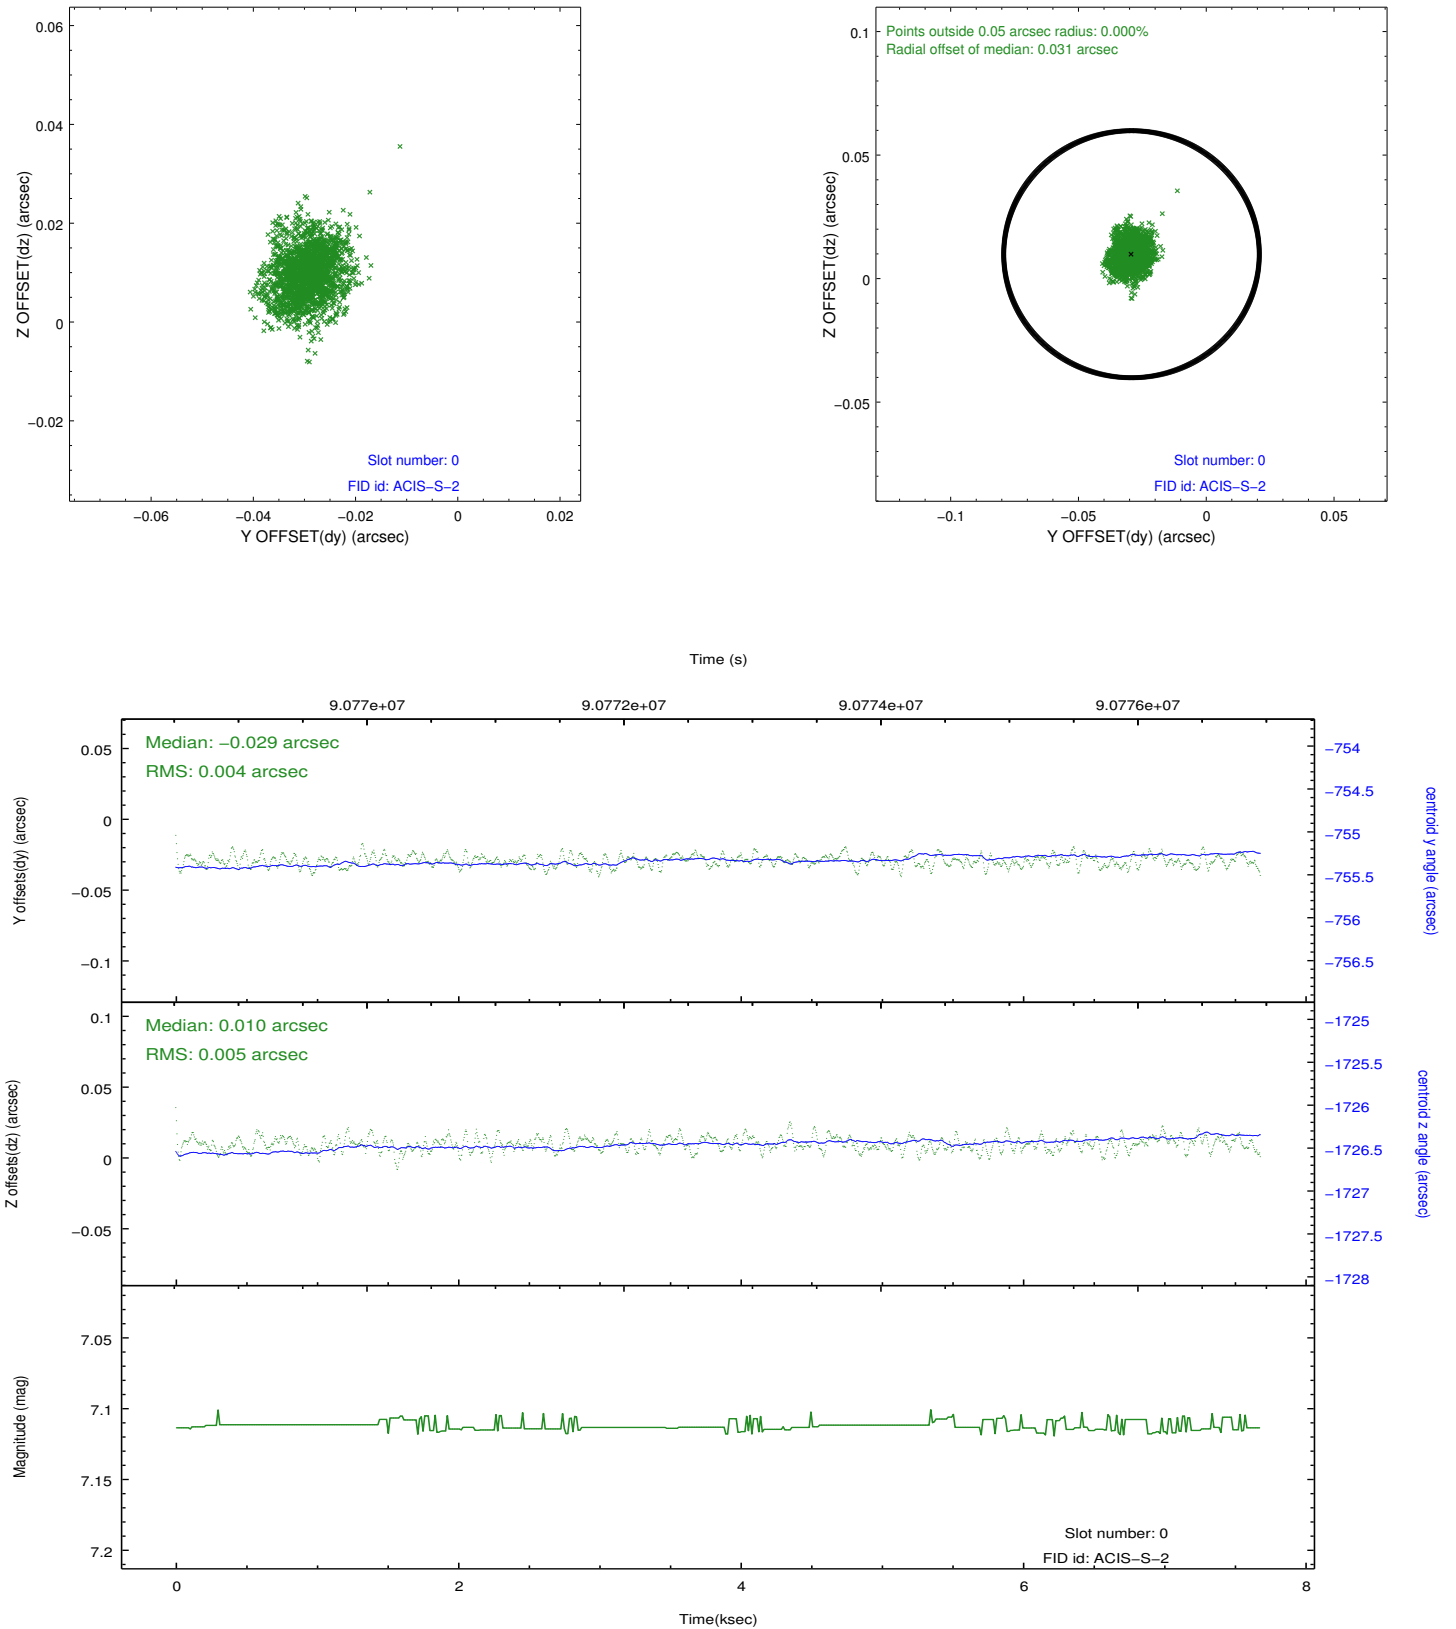 0.06
0.04
0.02
0
−0.02
−0.06
−0.04
−0.02
0
0.02
Z OFFSET(dz) (arcsec)
Y OFFSET(dy) (arcsec)
Slot number: 0
FID id: ACIS−S−2
Points outside 0.05 arcsec radius: 0.000%
Radial offset of median: 0.031 arcsec
0.1
0.05
0
−0.05
−0.1
−0.05
0
0.05
Z OFFSET(dz) (arcsec)
Y OFFSET(dy) (arcsec)
Slot number: 0
FID id: ACIS−S−2
Time (s)
9.077e+07
9.0772e+07
9.0774e+07
9.0776e+07
Median: −0.029 arcsec
RMS: 0.004 arcsec
0.05
0
−0.05
−0.1
Y offsets(dy) (arcsec)
−754
−754.5
−755
−755.5
−756
−756.5
centroid y angle (arcsec)
Median: 0.010 arcsec
RMS: 0.005 arcsec
0.1
0.05
0
−0.05
Z offsets(dz) (arcsec)
−1725
−1725.5
−1726
−1726.5
−1727
−1727.5
−1728
centroid z angle (arcsec)
7.05
7.1
7.15
7.2
Magnitude (mag)
Slot number: 0
FID id: ACIS−S−2
0
2
4
6
8
Time(ksec)